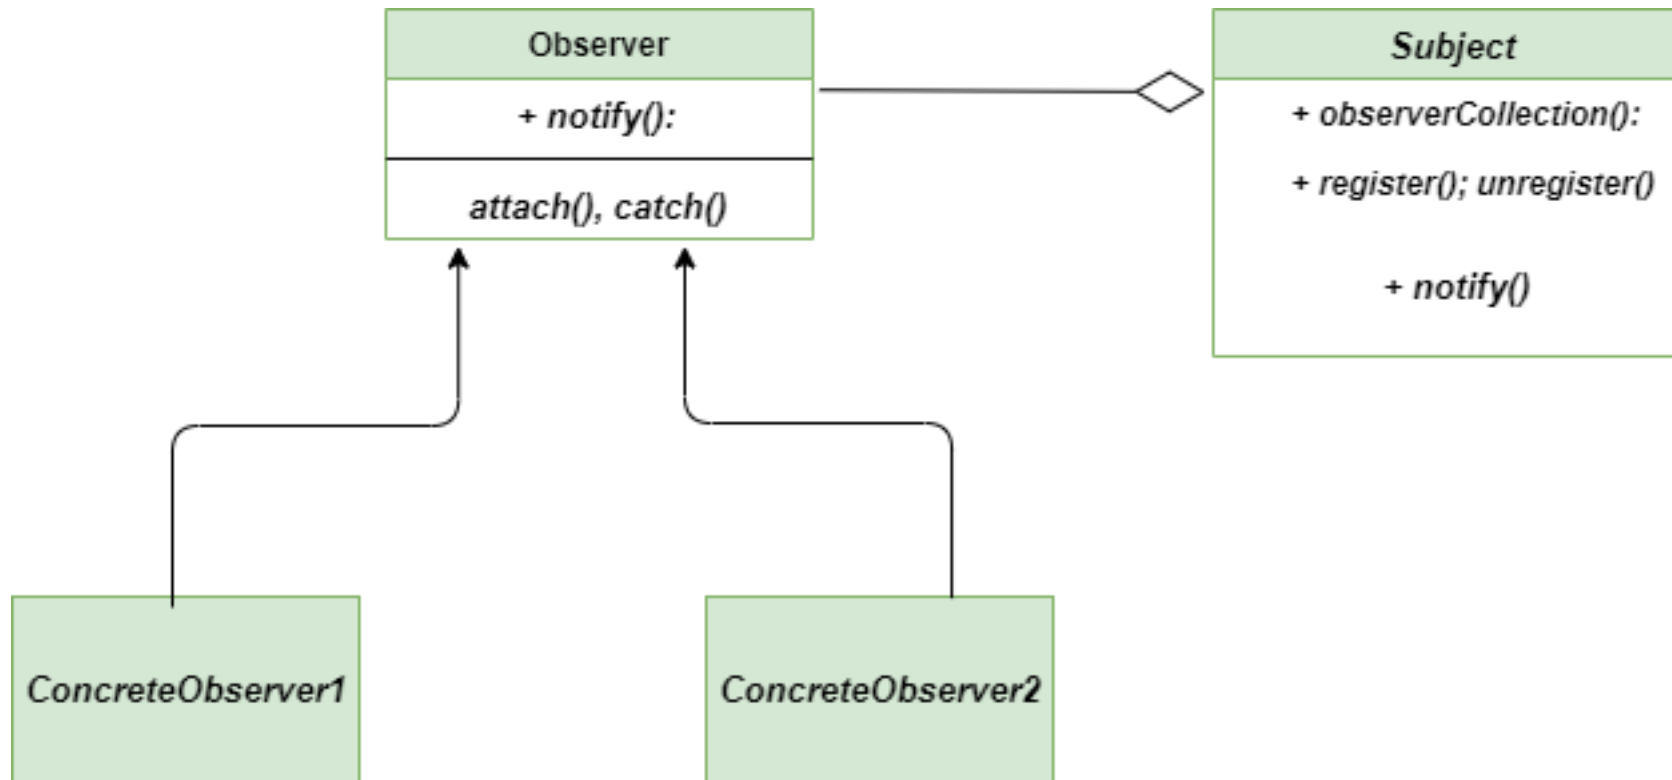 Observer
+ notify():
attach(), catch()
Subject
+ observerCollection():
+ register(); unregister()
+ notify()
ConcreteObserver1
ConcreteObserver2